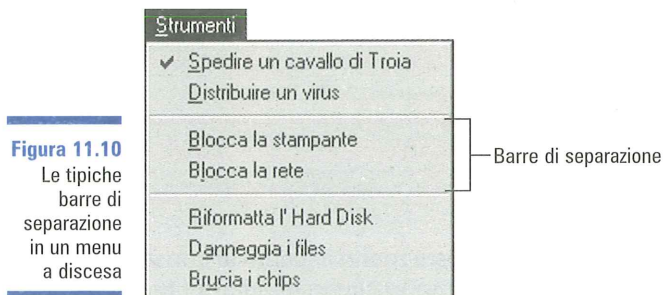 Strumenti
✔ Spedire un cavallo di Troia
Distribuire un virus
Blocca la stampante
Blocca la rete
Riformatta l' Hard Disk
Danneggia i files
Brucia i chips
Barre di separazione
Figura 11.10
Le tipiche
barre di
separazione
in un menu
a discesa